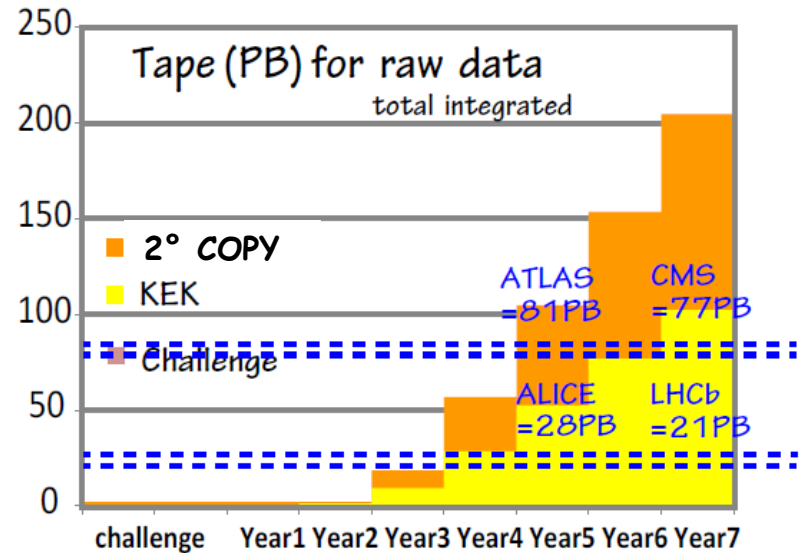 250
Tape (PB) for raw data
total integrated
200
150
2° COPY
KEK
ATLAS
=81PB
CMS
=77PB
100
Challenge
50
ALICE
=28PB
LHCb
=21PB
0
challenge Year1 Year2 Year3 Year4 Year5 Year6 Year7